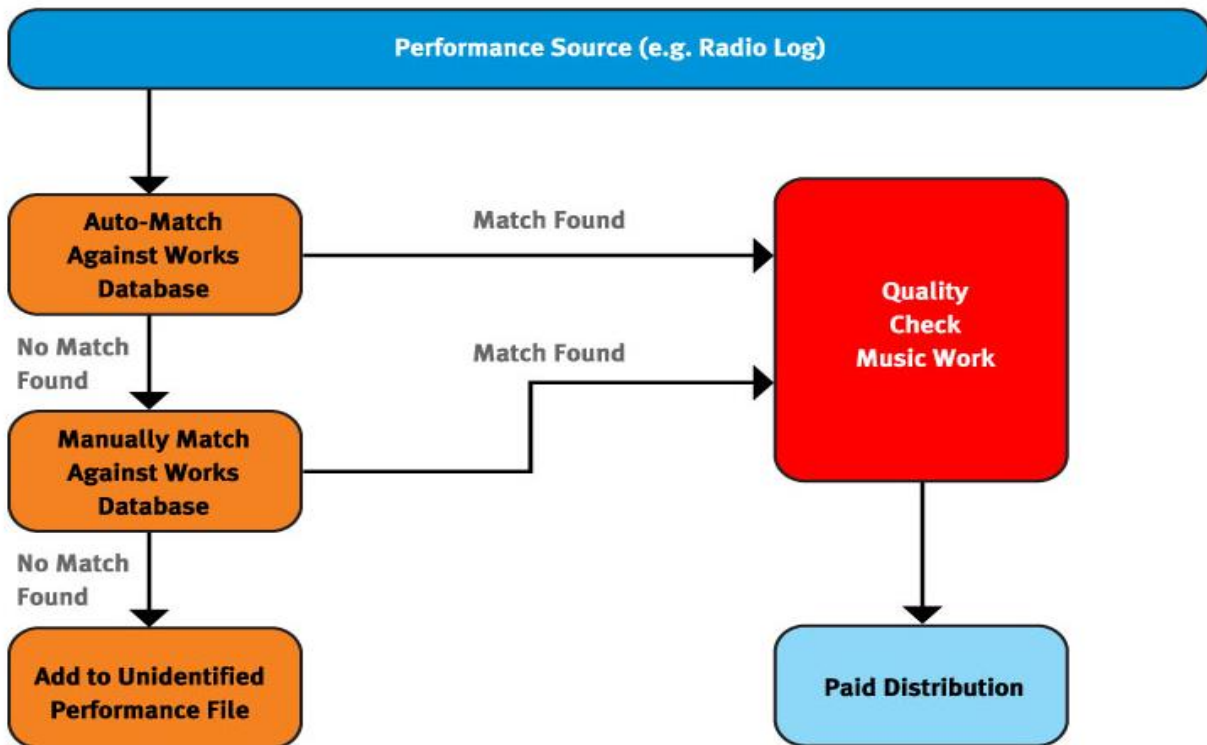 Performance Source (e.g. Radio Log)
Auto-Match
Against Works
Database
Match Found
Quality
Check
Music Work
No Match
Found
Match Found
Manually Match
Against Works
Database
No Match
Found
Add to Unidentified
Performance File
Paid Distribution